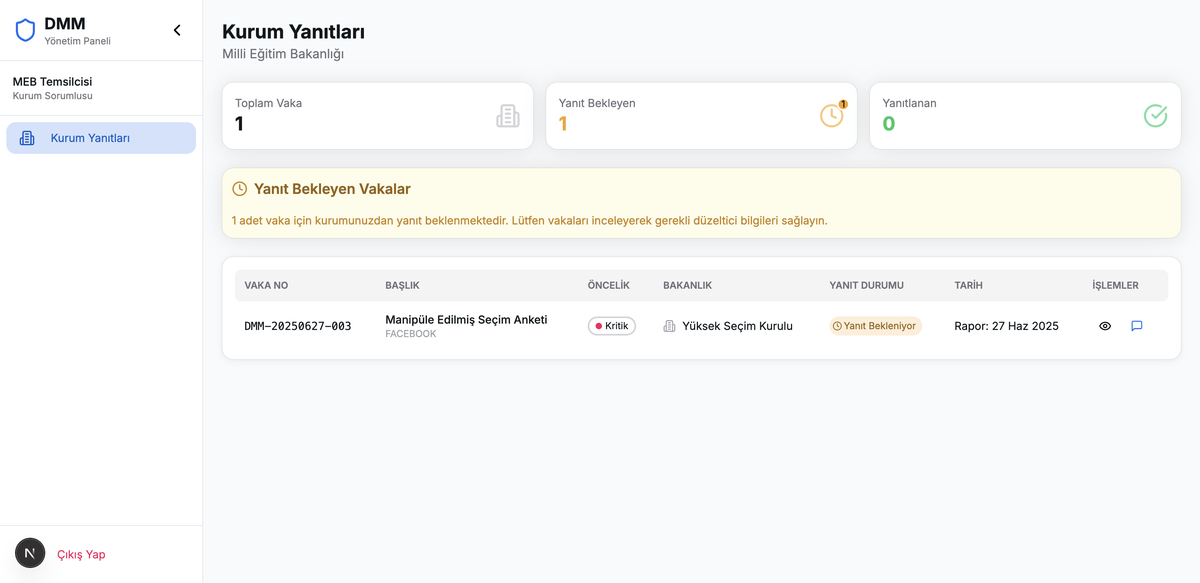 DMM
Yönetim Paneli
MEB Temsilcisi
Kurum Sorumlusu
Kurum Yanıtları
Kurum Yanıtları
Milli Eğitim Bakanlığı
Toplam Vaka
1
Yanıt Bekleyen
1
1
Yanıtlanan
0
Yanıt Bekleyen Vakalar
1 adet vaka için kurumunuzdan yanıt beklenmektedir. Lütfen vakaları inceleyerek gerekli düzeltici bilgileri sağlayın.
VAKA NO BAŞLIK ÖNCELİK BAKANLIK YANIT DURUMU TARİH İŞLEMLER
DMM-20250627-003 Manipüle Edilmiş Seçim Anketi Kritik Yüksek Seçim Kurulu Yanıt Bekleniyor Rapor: 27 Haz 2025
FACEBOOK
N Çıkış Yap